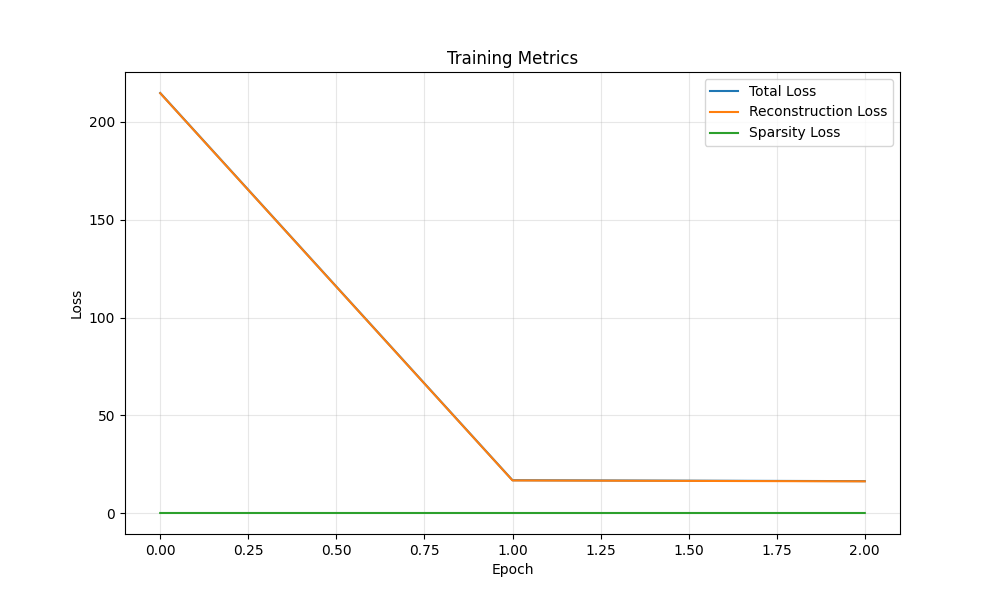 Training Metrics
Total Loss
Reconstruction Loss
Sparsity Loss
200
150
100
50
0
Loss
0.00 0.25 0.50 0.75 1.00 1.25 1.50 1.75 2.00
Epoch